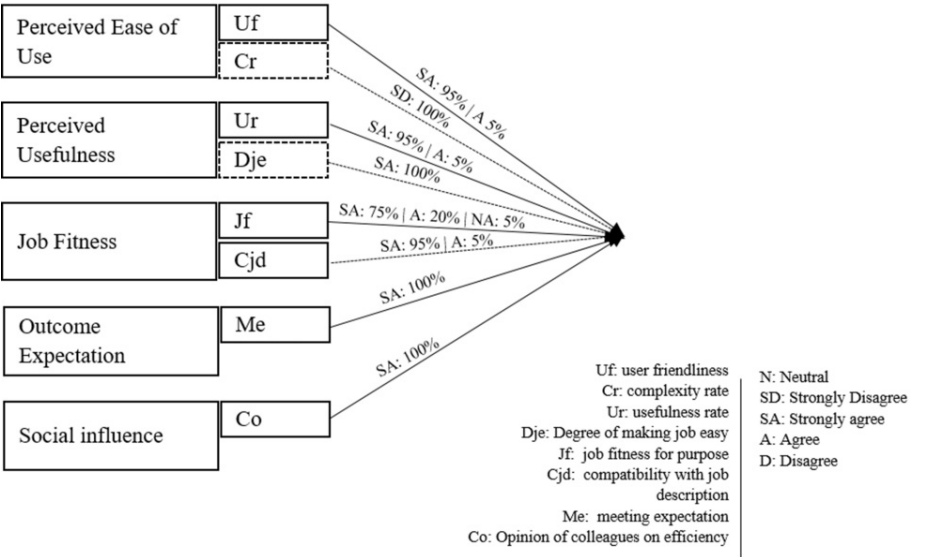 Perceived Ease of
Use
Uf
Cr
SA: 95% | A 5%
SD: 100%
Perceived
Usefulness
Ur
Dje
SA: 95% | A: 5%
SA: 100%
Job Fitness
Jf
Cjd
SA: 75% | A: 20% | NA: 5%
SA: 95% | A: 5%
Outcome
Expectation
Me
SA: 100%
Social influence
Co
SA: 100%
Uf: user friendliness
Cr: complexity rate
Ur: usefulness rate
Dje: Degree of making job easy
Jf: job fitness for purpose
Cjd: compatibility with job
description
Me: meeting expectation
Co: Opinion of colleagues on efficiency
N: Neutral
SD: Strongly Disagree
SA: Strongly agree
A: Agree
D: Disagree